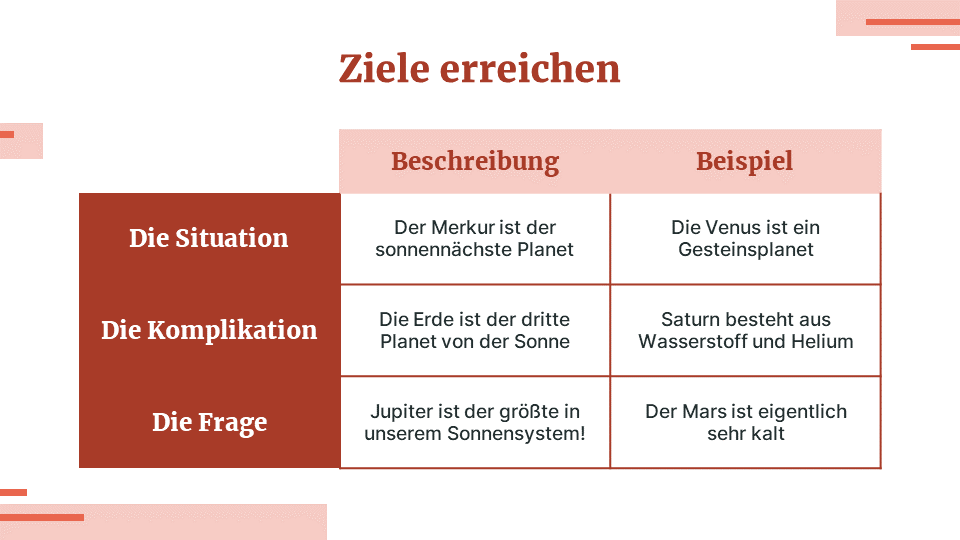 Ziele erreichen
Beschreibung
Beispiel
Die Situation
Der Merkur ist der
sonnennächste Planet
Die Venus ist ein
Gesteinsplanet
Die Komplikation
Die Erde ist der dritte
Planet von der Sonne
Saturn besteht aus
Wasserstoff und Helium
Die Frage
Jupiter ist der größte in
unserem Sonnensystem!
Der Mars ist eigentlich
sehr kalt